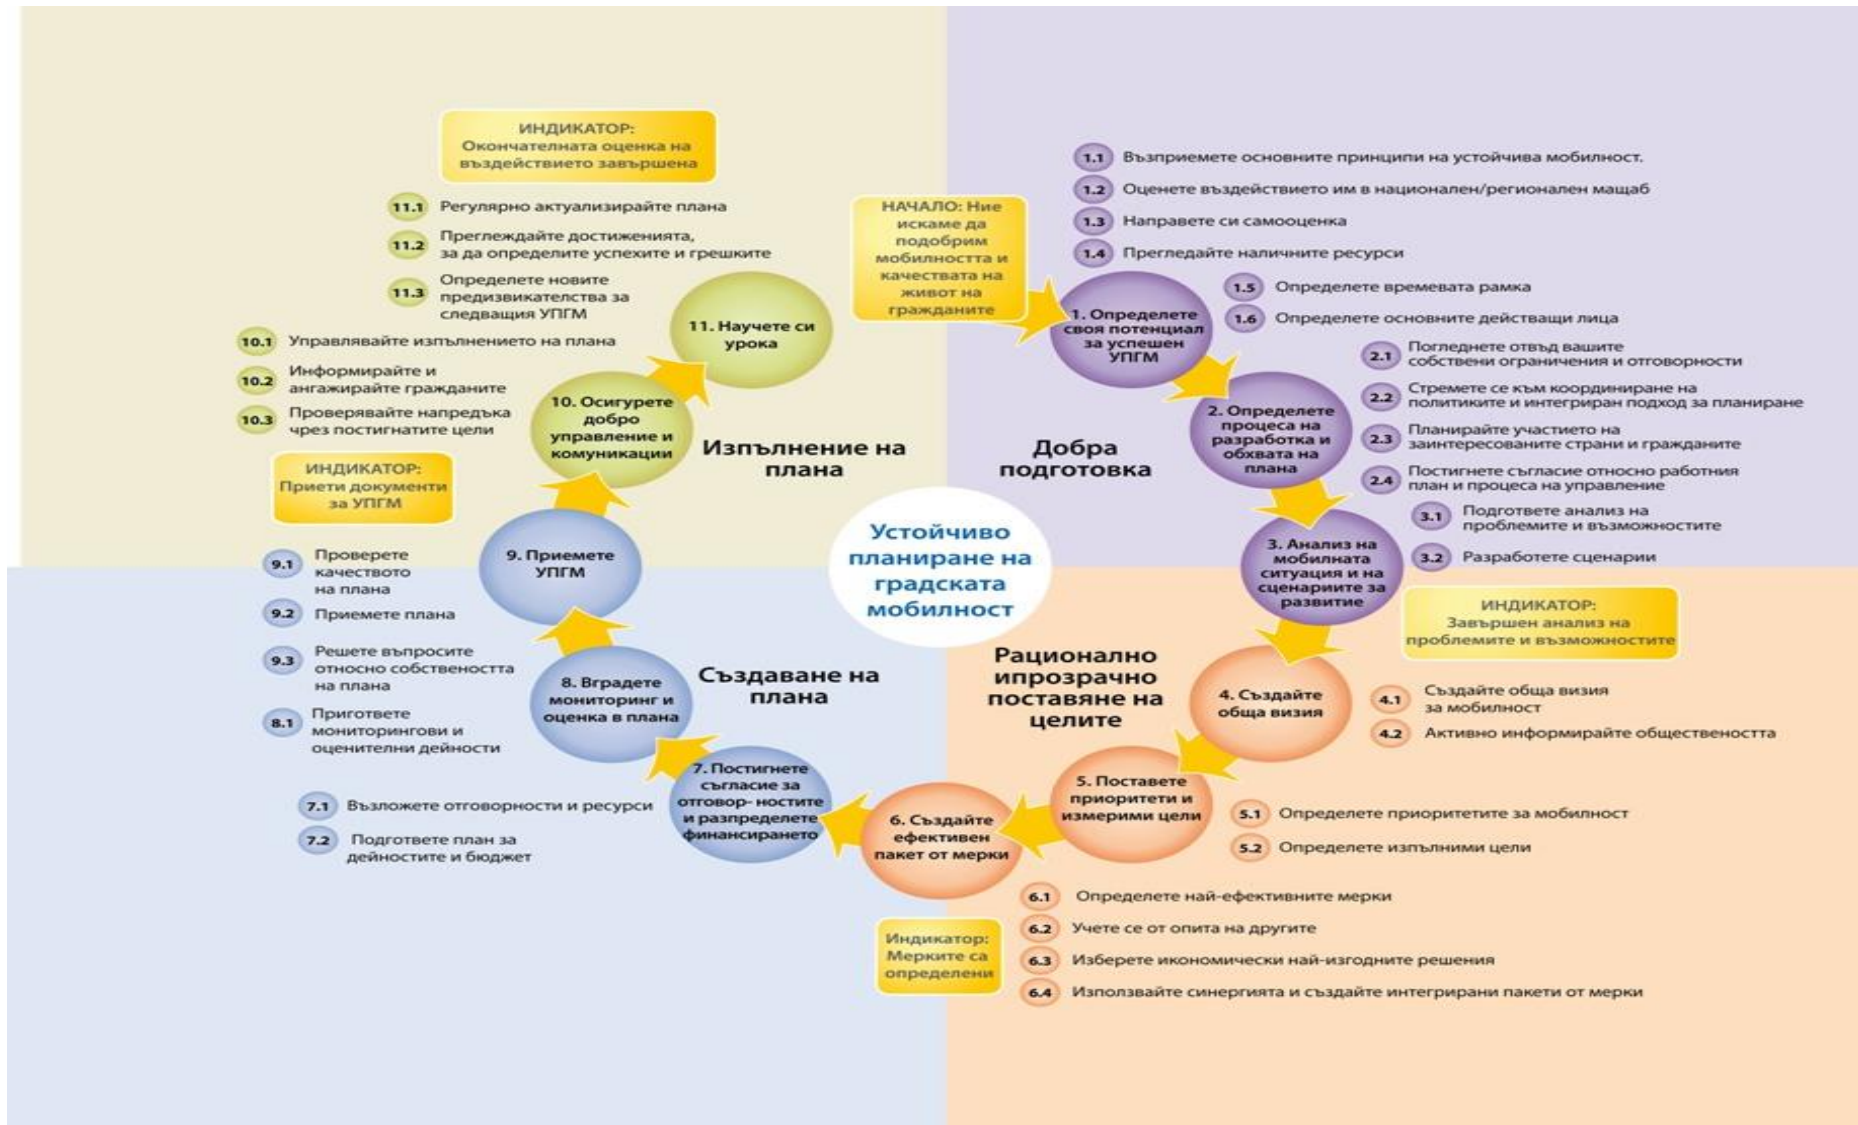 НАЧАЛО: Ние
искаме да
подобрим
мобилността и
качествата на
живот на
гражданите
1.1 Възприемете основните принципи на устойчива мобилност.
1.2 Оценете въздействието им в национален/регионален мащаб
1.3 Направете си самооценка
1.4 Прегледайте наличните ресурси
1.5 Определете времевата рамка
1.6 Определете основните действащи лица
1. Определете
своя потенциал
за успешен
УПГМ
2.1 Погледнете отвъд вашите
собствени ограничения и отговорности
2.2 Стремете се към координиране на
политиките и интегриран подход за планиране
2.3 Планирайте участието на
заинтересованите страни и гражданите
2.4 Постигнете съгласие относно работния
план и процеса на управление
2. Определете
процеса на
разработка и
обхвата на
плана
Добра
подготовка
3.1 Подгответе анализ на
проблемите и възможностите
3.2 Разработете сценарии
3. Анализ на
мобилната
ситуация и на
сценариите за
развитие
ИНДИКАТОР:
Завършен анализ на
проблемите и възможностите
Устойчиво
планиране на
градската
мобилност
Рационално
ипрозрачно
поставяне на
целите
4. Създайте
обща визия
4.1 Създайте обща визия
за мобилност
4.2 Активно информирайте обществеността
5. Поставете
приоритети и
измерими цели
5.1 Определете приоритетите за мобилност
5.2 Определете изпълними цели
6. Създайте
ефективен
пакет от мерки
6.1 Определете най-ефективните мерки
6.2 Учете се от опита на другите
6.3 Изберете икономически най-изгодните решения
6.4 Използвайте синергията и създайте интегрирани пакети от мерки
Индикатор:
Мерките са
определени
Създаване на
плана
7. Постигнете
съгласие за
отговор- ностите
и разпределете
финансирането
7.1 Възложете отговорности и ресурси
7.2 Подгответе план за
дейностите и бюджет
8. Вградете
мониторинг и
оценка в плана
8.1 Пригответе
мониторингови и
оценителни дейности
9. Приемете
УПГМ
9.1 Проверете
качеството
на плана
9.2 Приемете плана
9.3 Решете въпросите
относно собствеността
на плана
ИНДИКАТОР:
Приети документи
за УПГМ
Изпълнение на
плана
10. Осигурете
добро
управление и
комуникации
10.1 Управлявайте изпълнението на плана
10.2 Информирайте и
ангажирайте гражданите
10.3 Проверявайте напредъка
чрез постигнатите цели
11. Научете си
урока
11.1 Регулярно актуализирайте плана
11.2 Преглеждайте достиженията,
за да определите успехите и грешките
11.3 Определете новите
предизвикателства за
следващия УПГМ
ИНДИКАТОР:
Окончателната оценка на
въздействието завършена